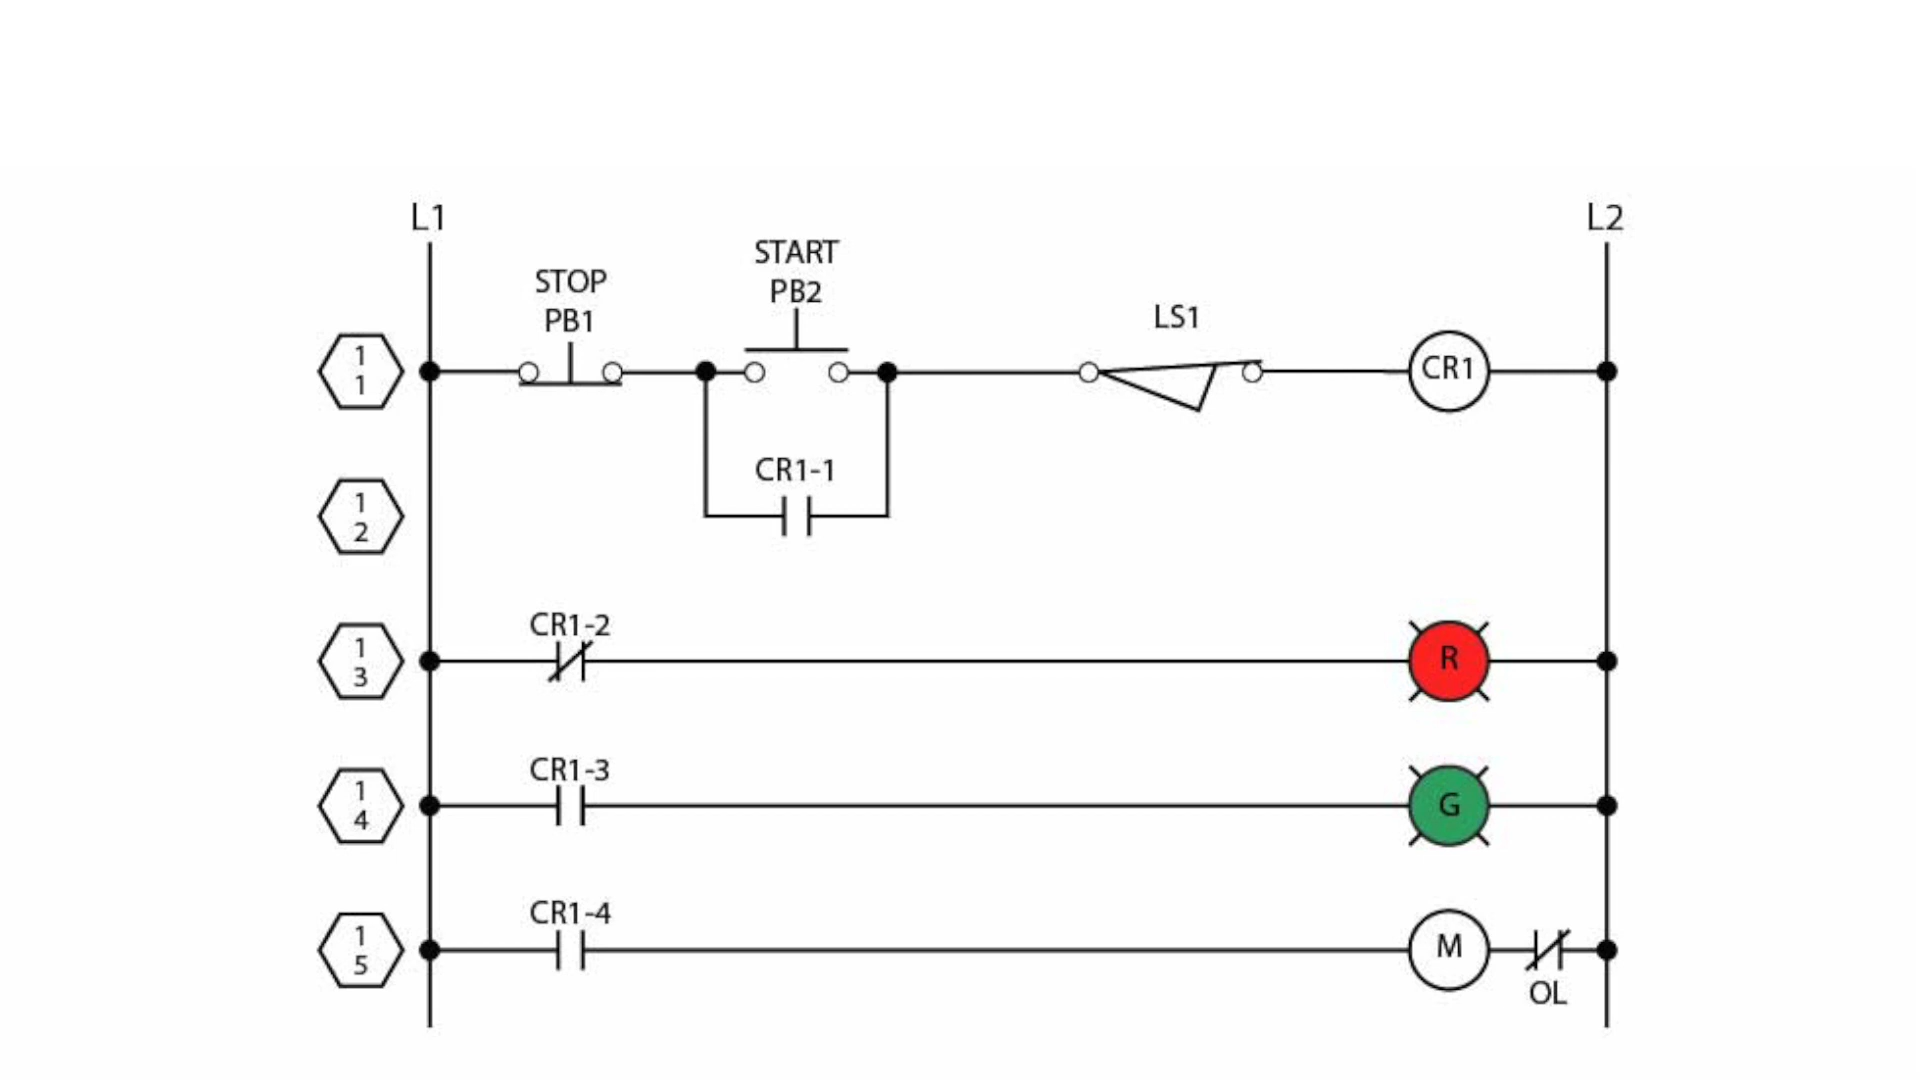 L1
L2
START
PB2
STOP
PB1
LS1
1
1
CR1
CR1-1
1
2
CR1-2
1
3
R
CR1-3
1
4
G
CR1-4
1
5
M
OL